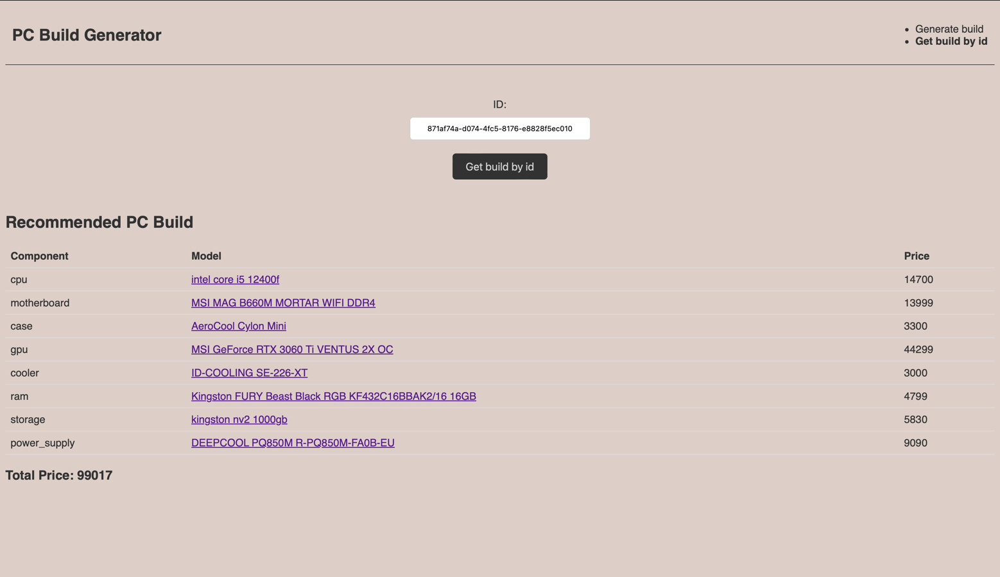 PC Build Generator
Generate build
Get build by id
ID:
871af74a-d074-4fc5-8176-e8828f5ec010
Get build by id
Recommended PC Build
Component Model Price
cpu intel core i5 12400f 14700
motherboard MSI MAG B660M MORTAR WIFI DDR4 13999
case AeroCool Cylon Mini 3300
gpu MSI GeForce RTX 3060 Ti VENTUS 2X OC 44299
cooler ID-COOLING SE-226-XT 3000
ram Kingston FURY Beast Black RGB KF432C16BBAK2/16 16GB 4799
storage kingston nv2 1000gb 5830
power_supply DEEPCOOL PQ850M R-PQ850M-FA0B-EU 9090
Total Price: 99017